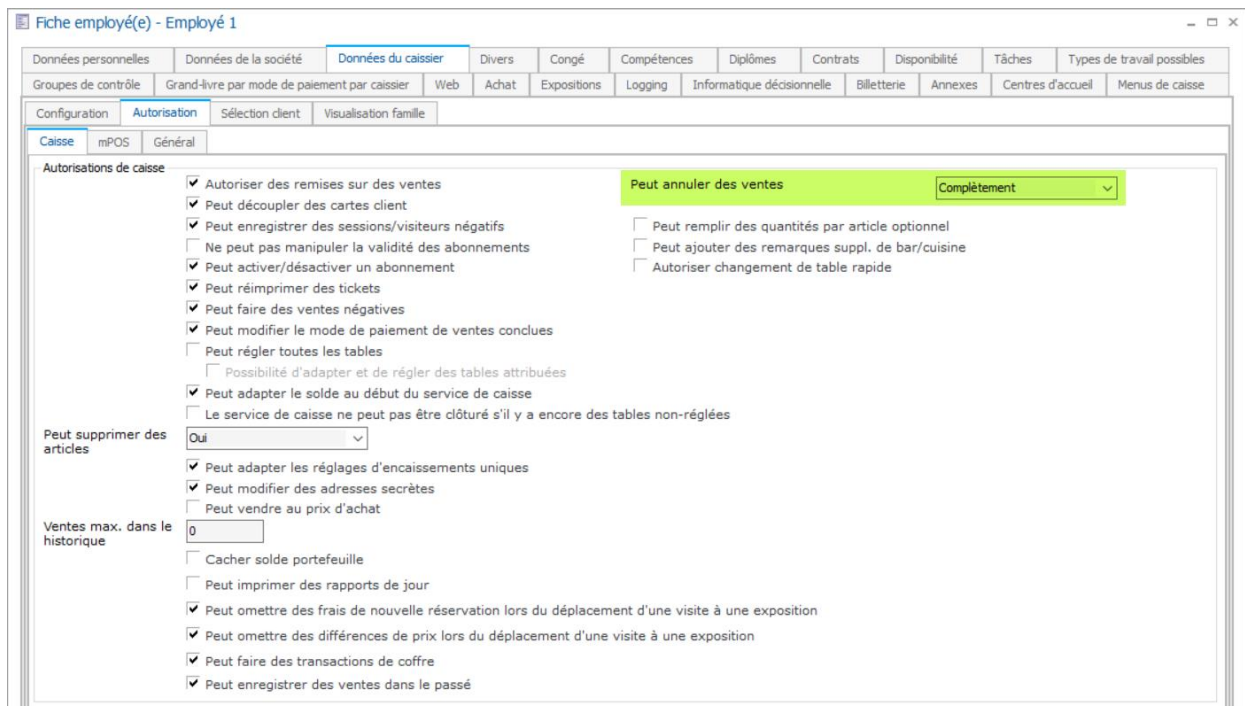 Fiche employé(e) - Employé 1
Données personnelles Données de la société Données du caissier Divers Congé Compétences Diplômes Contrats Disponibilité Tâches Types de travail possibles
Groupes de contrôle Grand-livre par mode de paiement par caissier Web Achat Expositions Logging Informatique décisionnelle Billetterie Annexes Centres d'accueil Menus de caisse
Configuration Autorisation Sélection client Visualisation famille
Caisse mPOS Général
Autorisations de caisse
Autoriser des remises sur des ventes
Peut annuler des ventes Complètement
Peut découpler des cartes client
Peut enregistrer des sessions/visiteurs négatifs
Peut remplir des quantités par article optionnel
Ne peut pas manipuler la validité des abonnements
Peut ajouter des remarques suppl. de bar/cuisine
Peut activer/désactiver un abonnement
Autoriser changement de table rapide
Peut réimprimer des tickets
Peut faire des ventes négatives
Peut modifier le mode de paiement de ventes conclues
Peut régler toutes les tables
Possibilité d'adapter et de régler des tables attribuées
Peut adapter le solde au début du service de caisse
Le service de caisse ne peut pas être clôturé s'il y a encore des tables non-réglées
Peut supprimer des
articles
Oui
Peut adapter les réglages d'encaissements uniques
Peut modifier des adresses secrètes
Peut vendre au prix d'achat
Ventes max. dans le
historique
0
Cacher solde portefeuille
Peut imprimer des rapports de jour
Peut omettre des frais de nouvelle réservation lors du déplacement d'une visite à une exposition
Peut omettre des différences de prix lors du déplacement d'une visite à une exposition
Peut faire des transactions de coffre
Peut enregistrer des ventes dans le passé